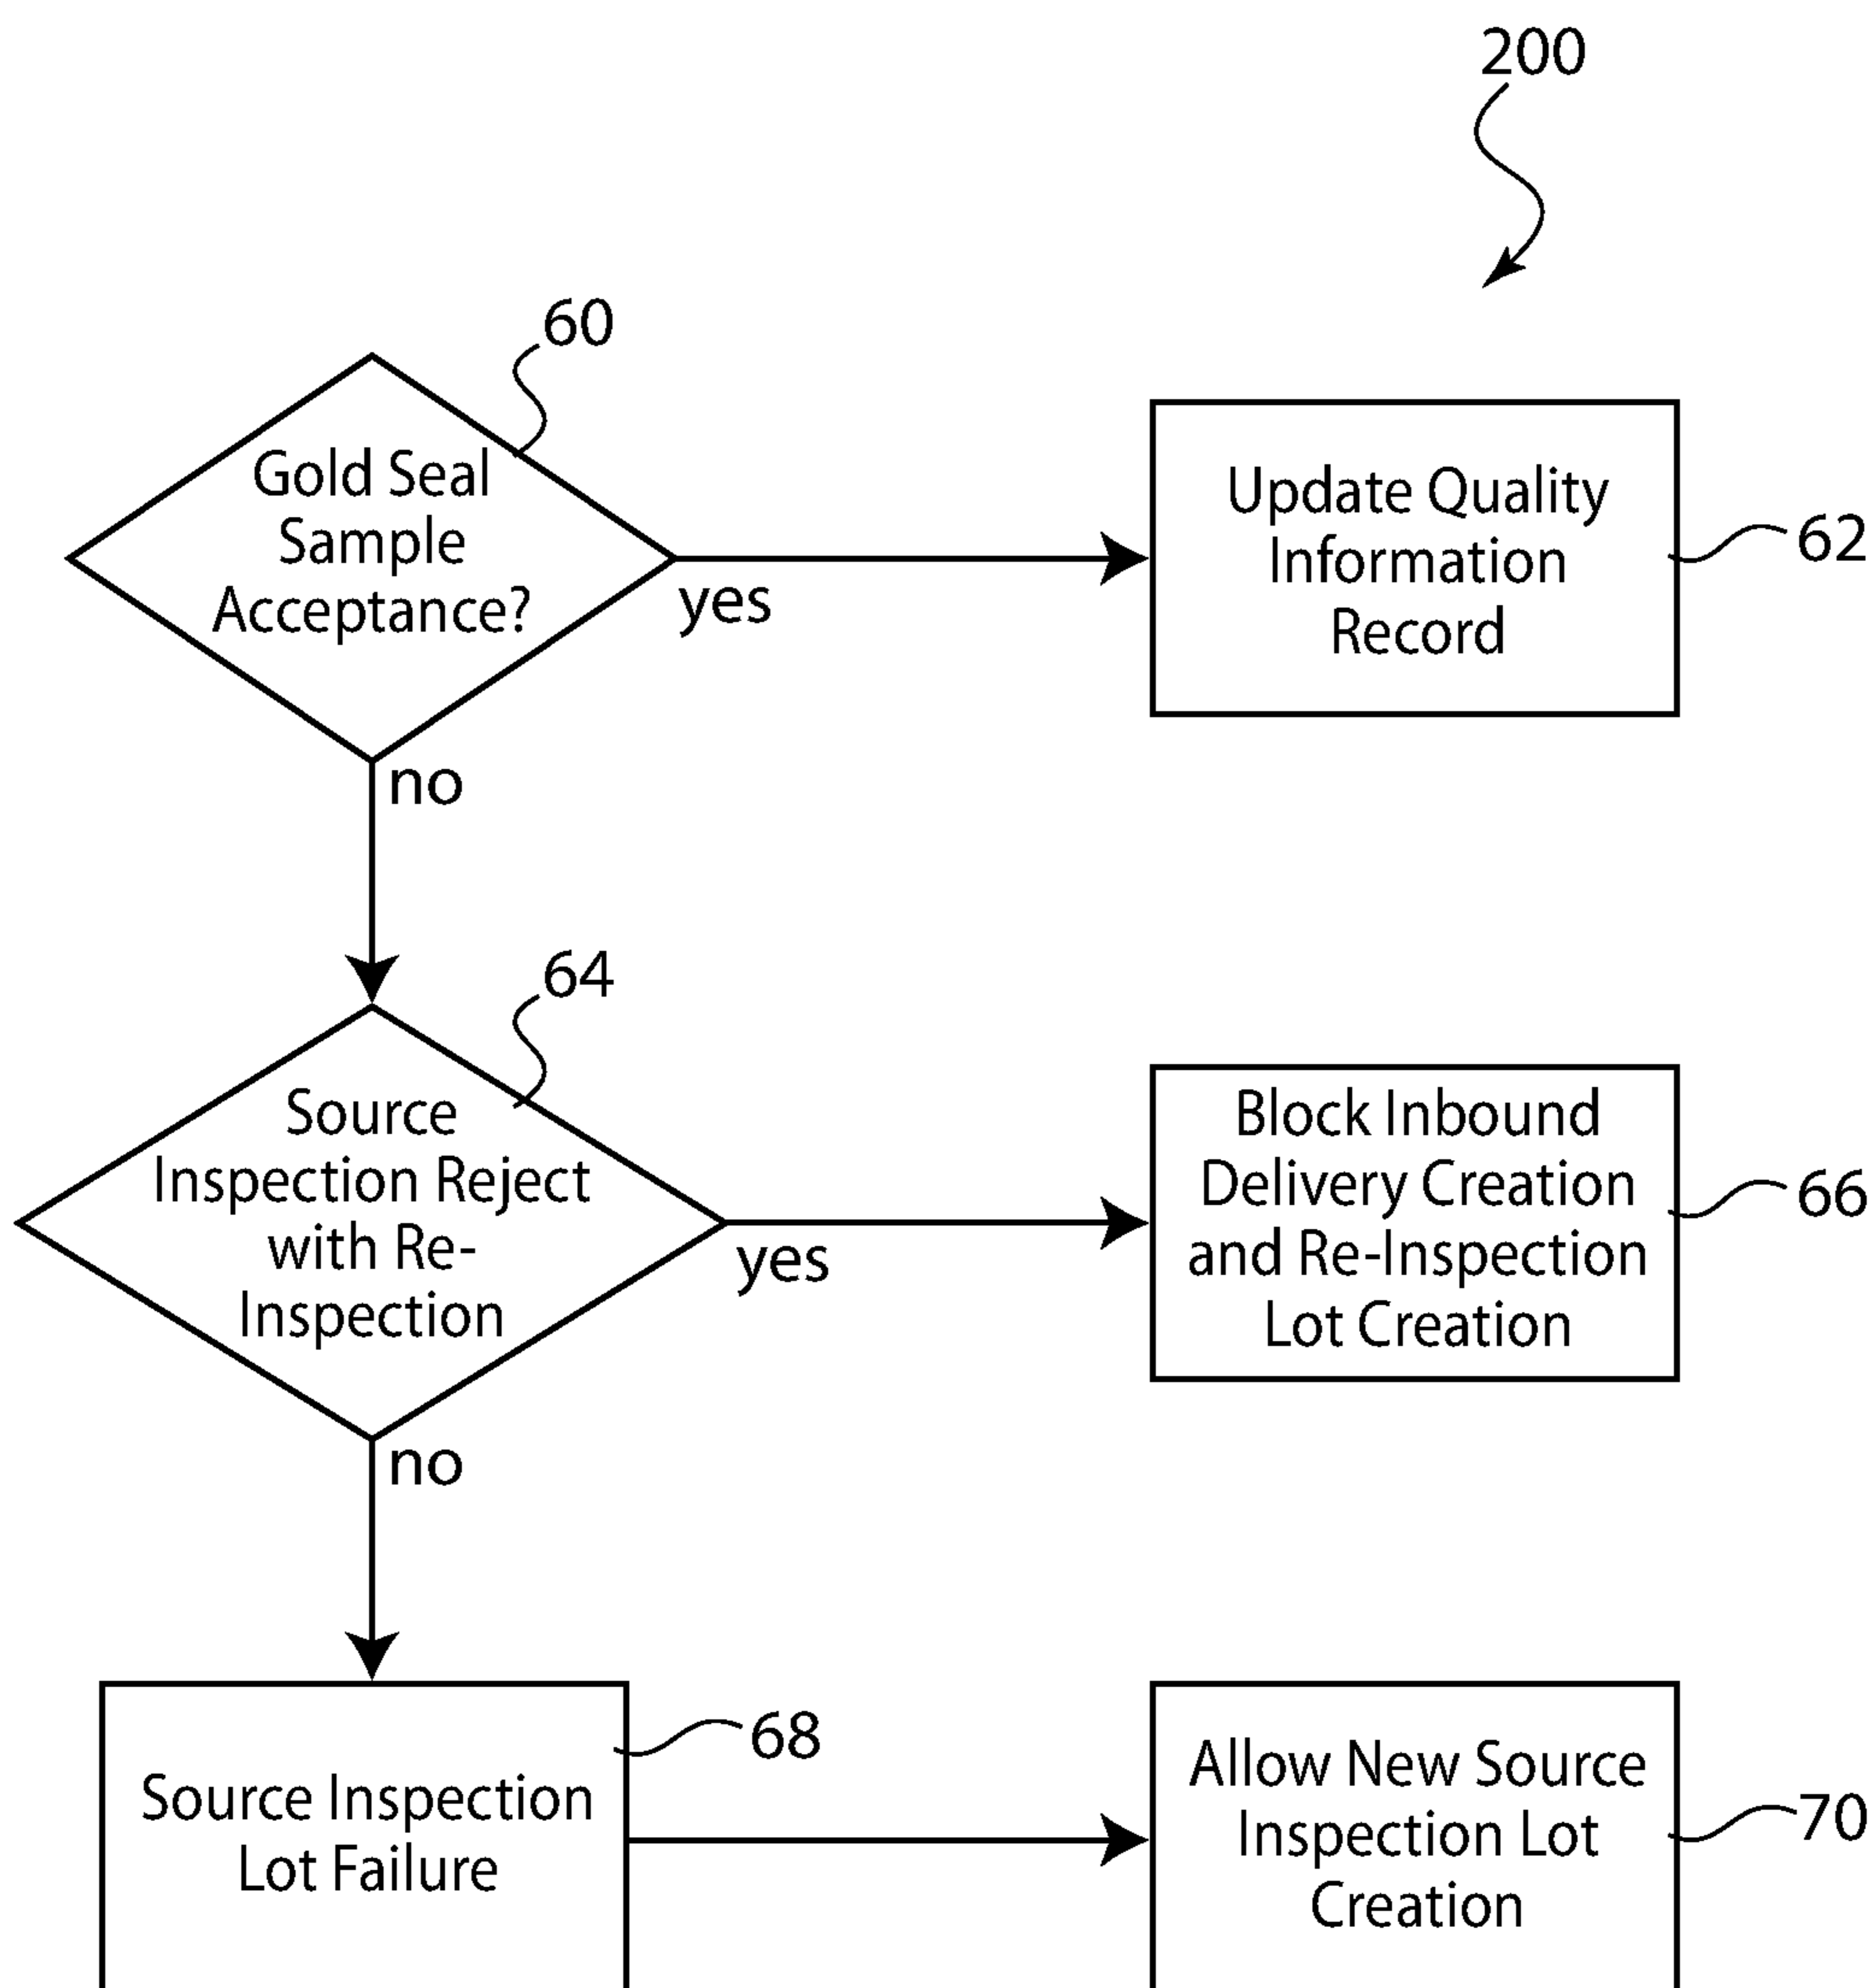 200
60
Gold Seal
Sample
Acceptance?
yes
no
Update Quality
Information
Record
62
64
Source
Inspection Reject
with Re-
Inspection
yes
no
Block Inbound
Delivery Creation
and Re-Inspection
Lot Creation
66
68
Source Inspection
Lot Failure
Allow New Source
Inspection Lot
Creation
70